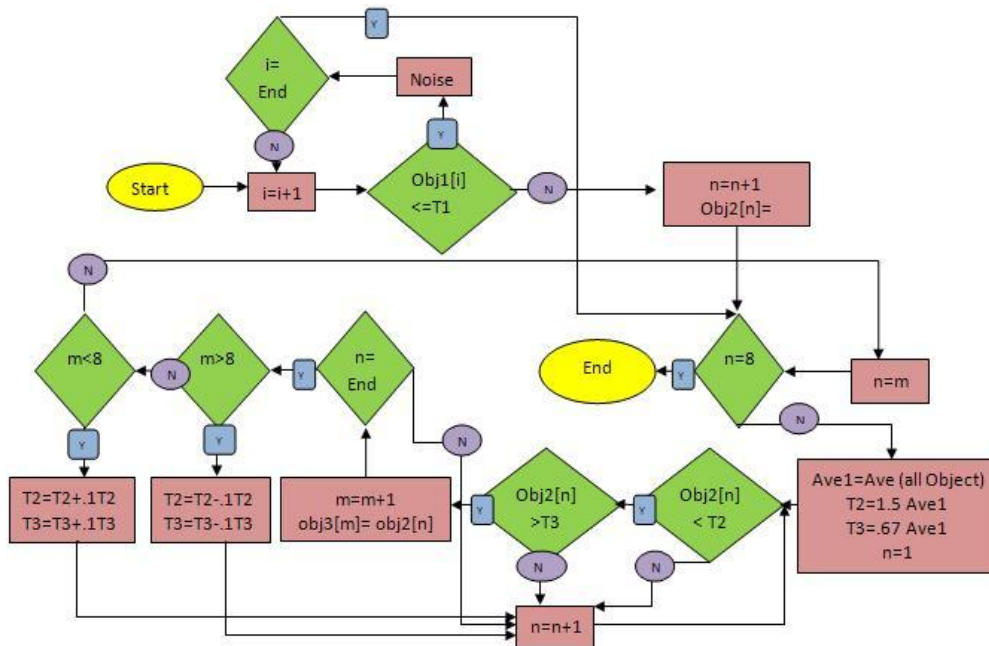 Y
i=
End
Noise
N
Y
Start
i=i+1
Obj1[i]
<=T1
N
n=n+1
Obj2[n]=
N
m<8
N
m>8
Y
n=
End
End
Y
n=8
n=m
Y
Y
N
N
T2=T2+.1T2
T3=T3+.1T3
T2=T2-.1T2
T3=T3-.1T3
m=m+1
obj3[m]= obj2[n]
Y
Obj2[n]
>T3
Y
Obj2[n]
< T2
Ave1=Ave (all Object)
T2=1.5 Ave1
T3=.67 Ave1
n=1
N
N
n=n+1